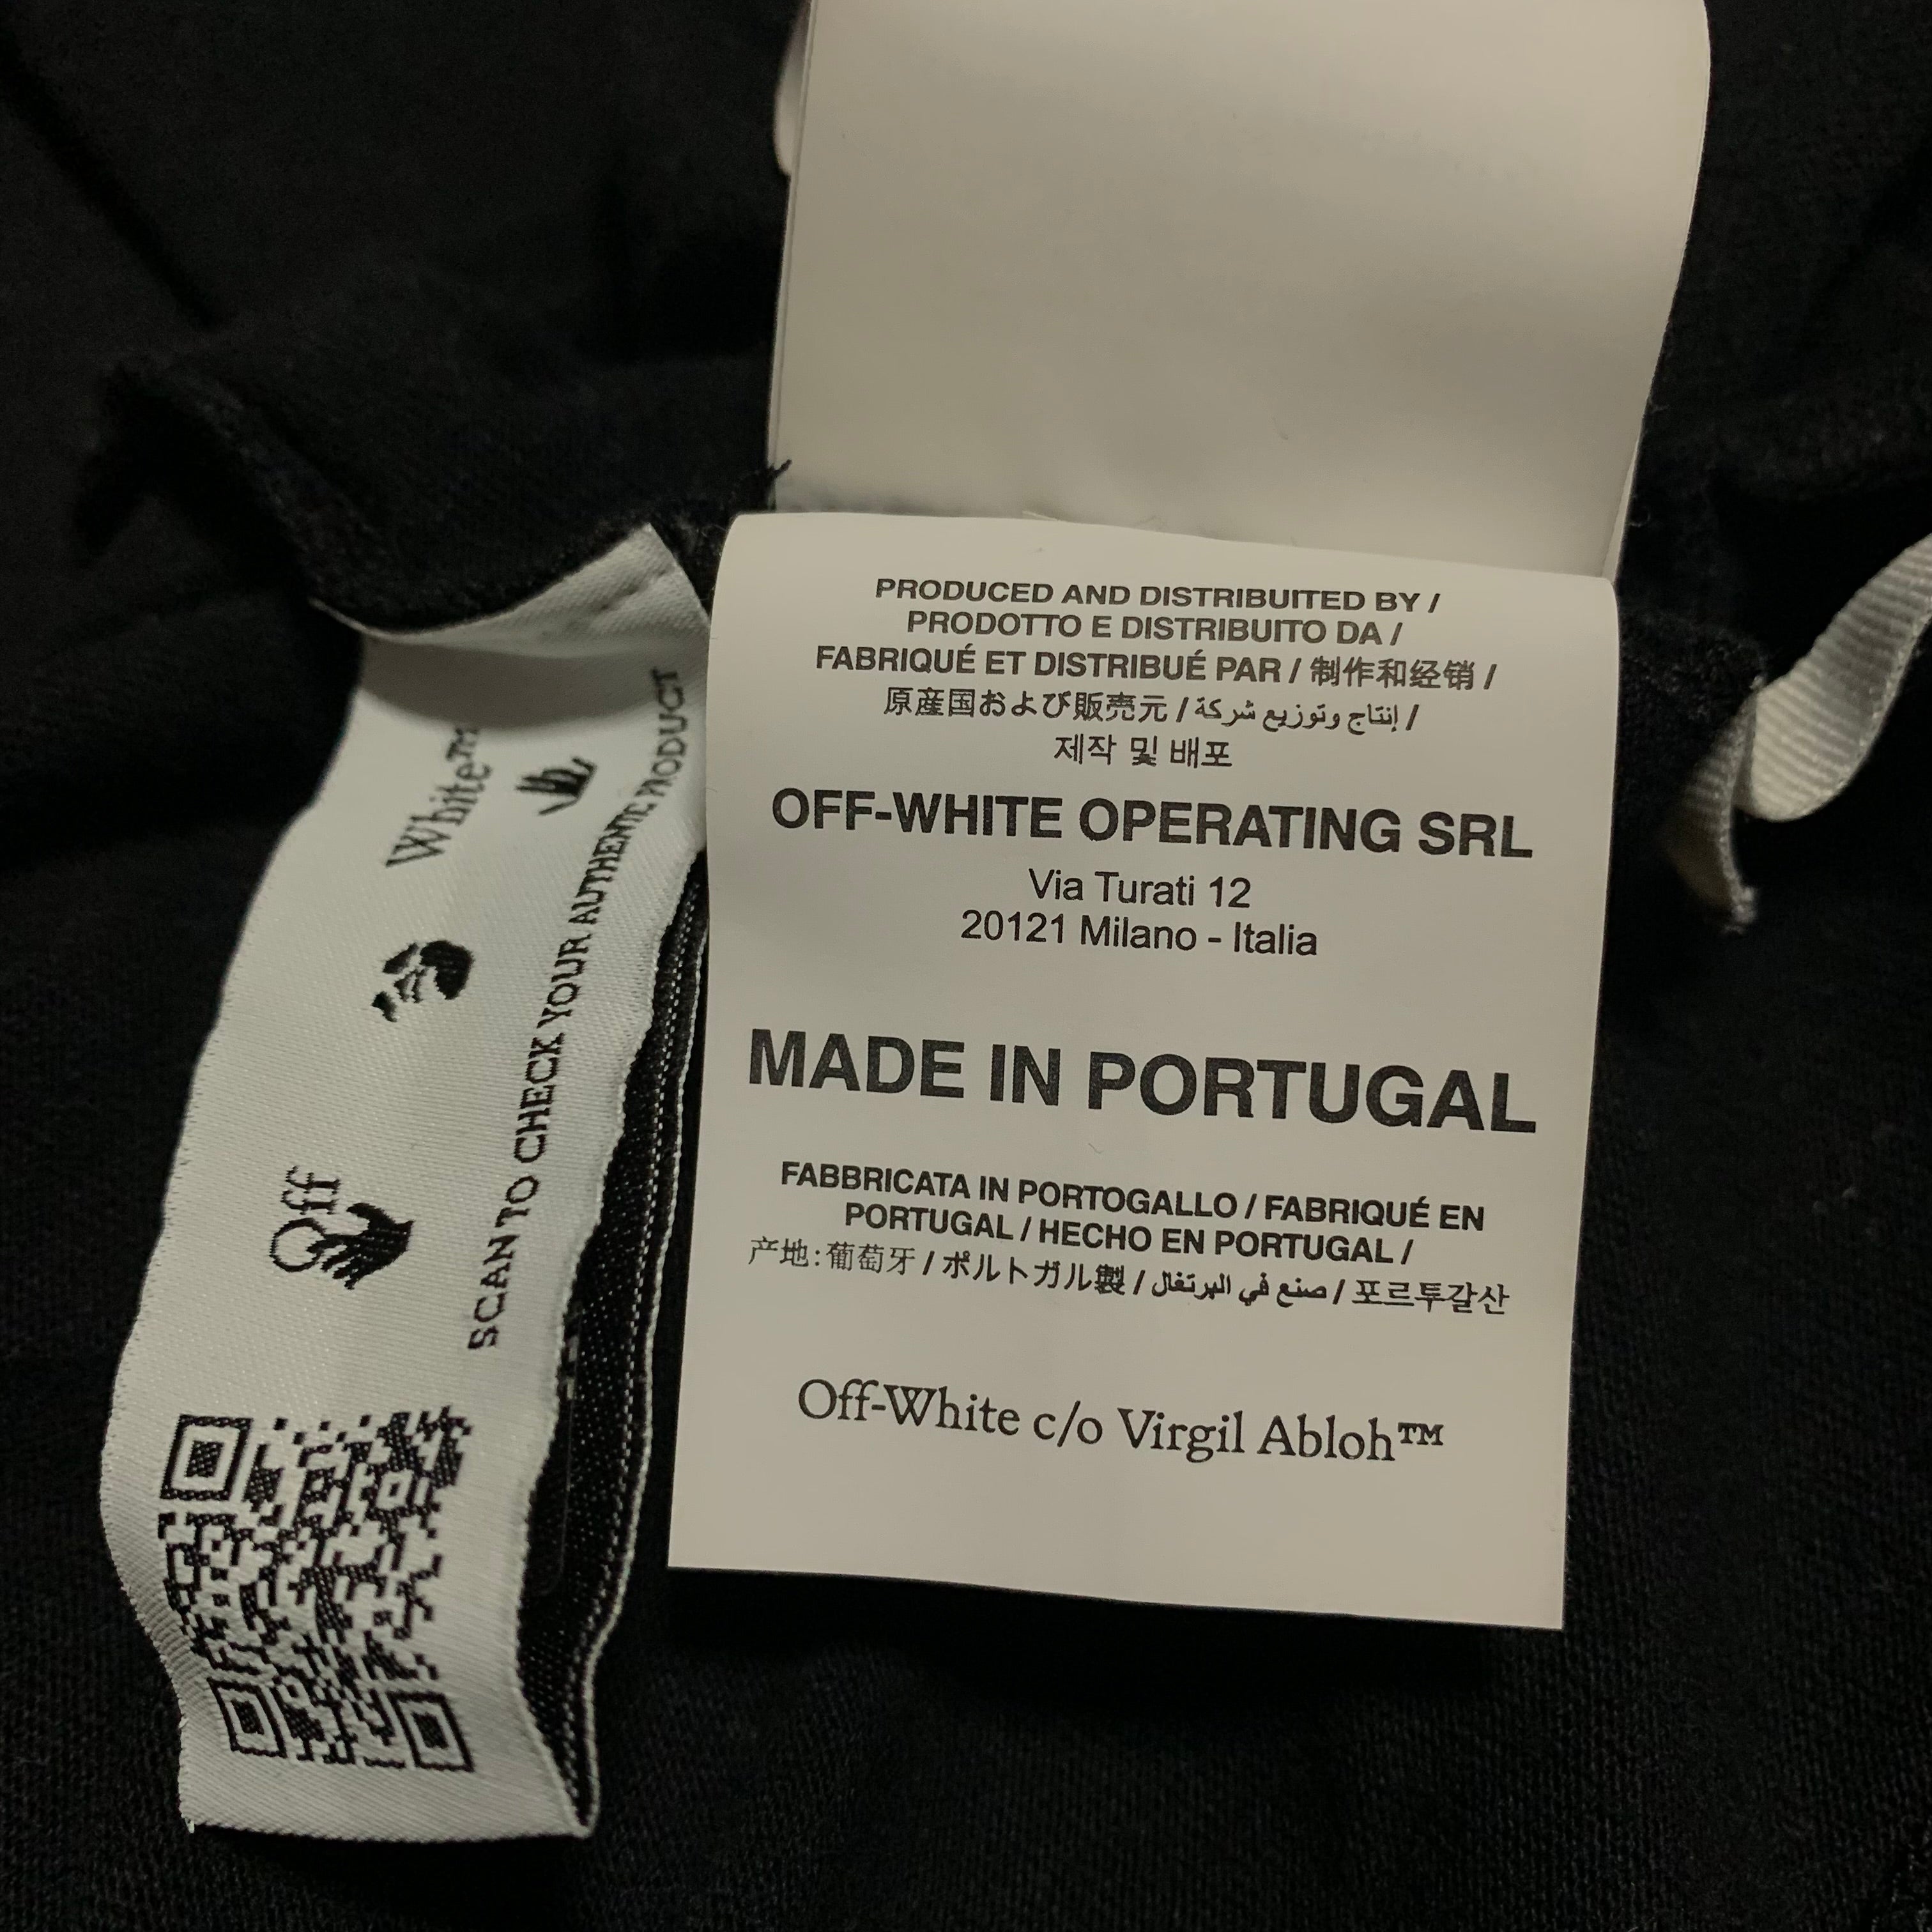 PRODUCED AND DISTRIBUITED BY /
PRODOTTO E DISTRIBUITO DA /
FABRIQUÉ ET DISTRIBUÉ PAR / 制作和经销 /
原産国および販売元 / إنتاج وتوزيع شركة /
제작 및 배포
OFF-WHITE OPERATING SRL
Via Turati 12
20121 Milano - Italia
MADE IN PORTUGAL
FABBRICATA IN PORTOGALLO / FABRIQUÉ EN
PORTUGAL / HECHO EN PORTUGAL /
产地:葡萄牙 / ポルトガル製 / صنع في البرتغال / 포르투갈산
Off-White c/o Virgil Abloh™
Off White™
SCAN TO CHECK YOUR AUTHENTIC PRODUCT